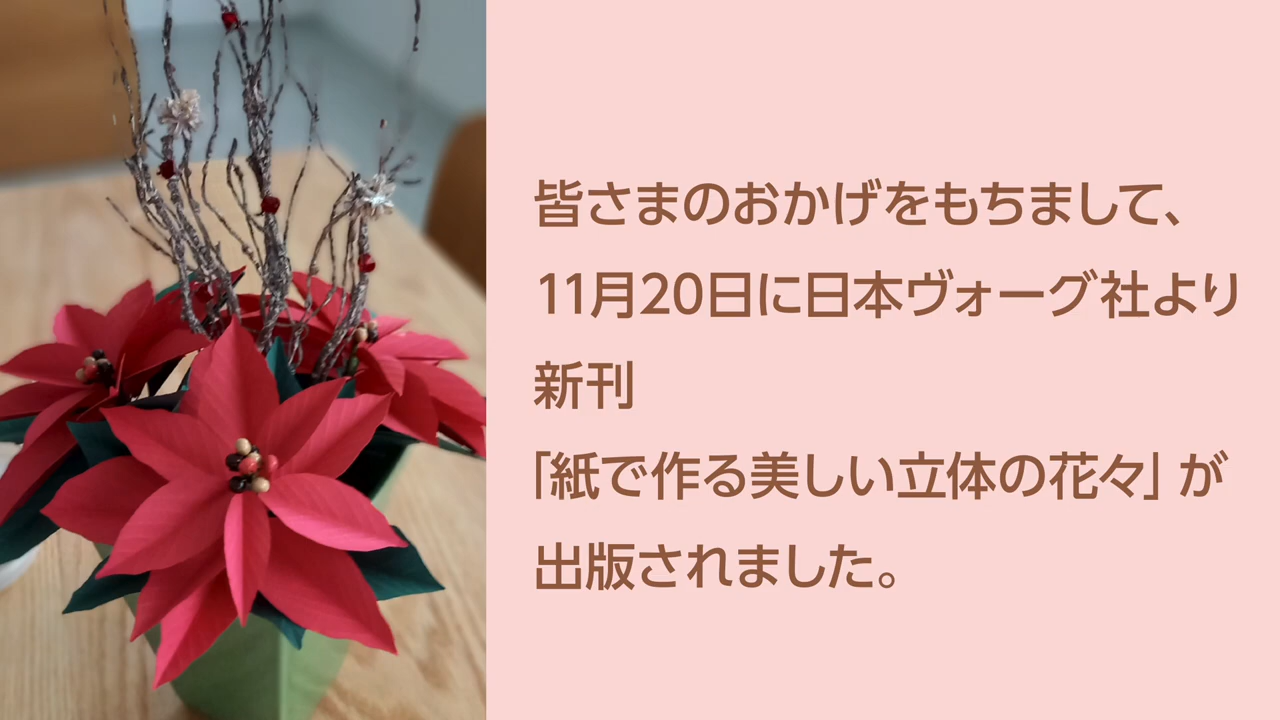 皆さまのおかげをもちまして、
11月20日に日本ヴォーグ社より
新刊
「紙で作る美しい立体の花々」が
出版されました。